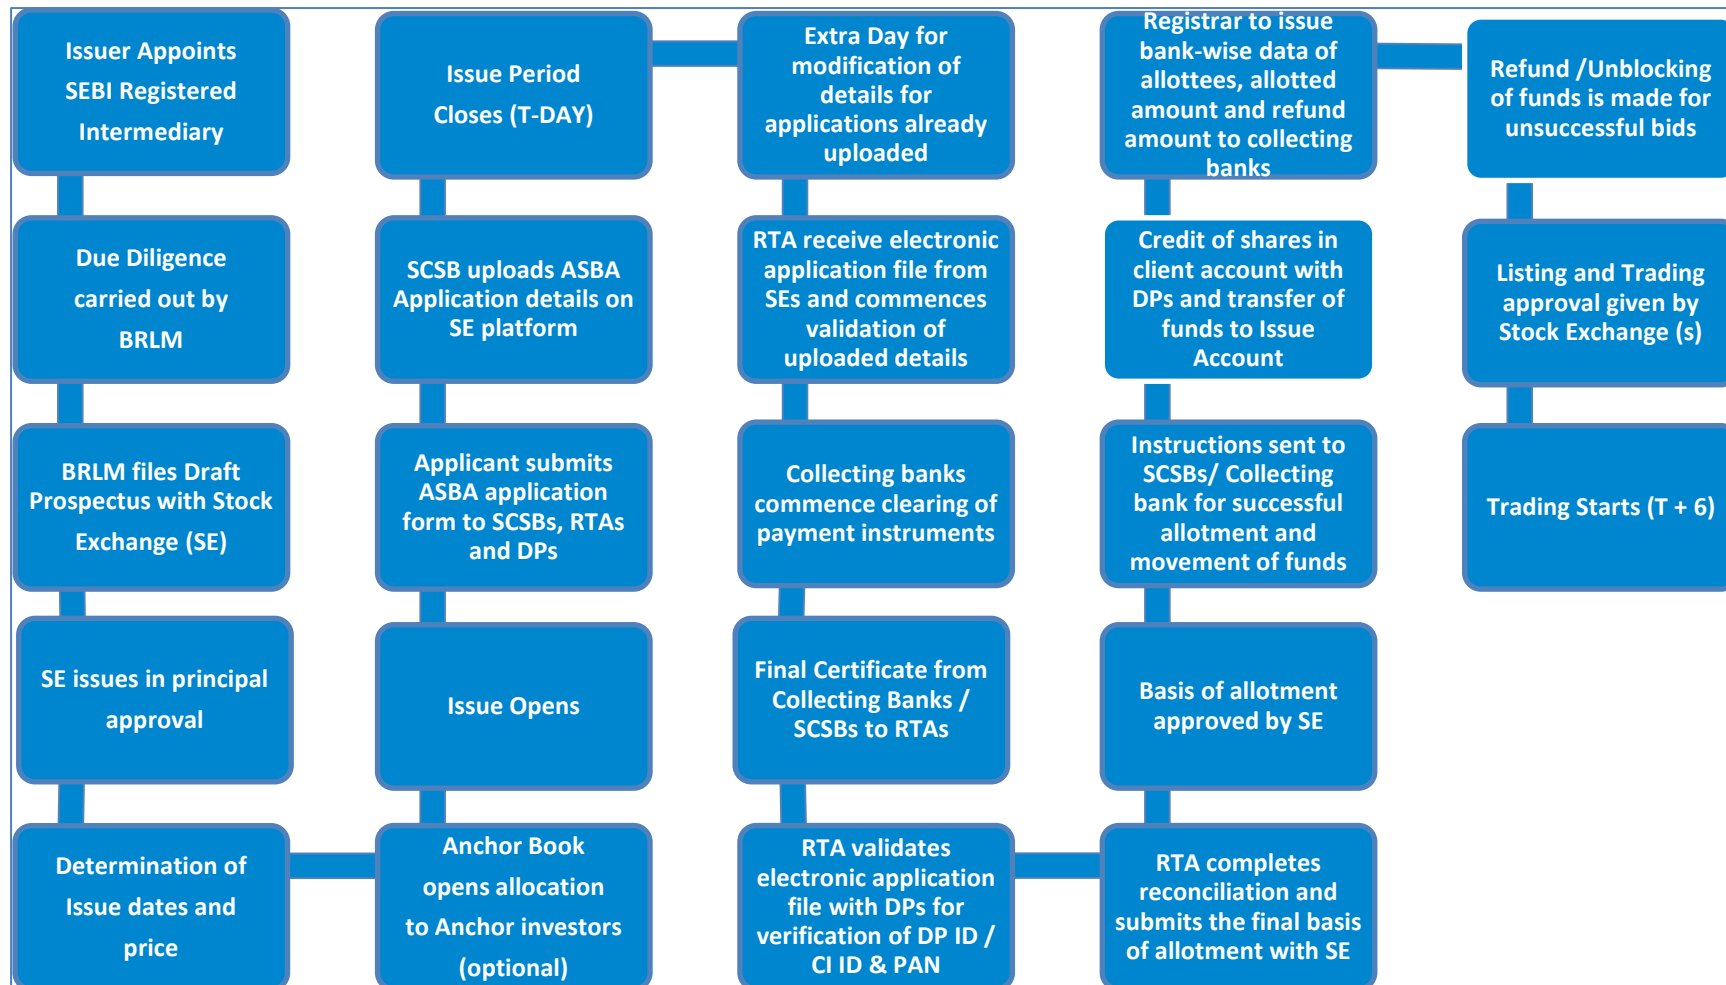 Issuer Appoints
SEBI Registered
Intermediary
Due Diligence
carried out by
BRLM
BRLM files Draft
Prospectus with Stock
Exchange (SE)
SE issues in principal
approval
Determination of
Issue dates and
price
Anchor Book
opens allocation
to Anchor investors
(optional)
Issue Opens
Applicant submits
ASBA application
form to SCSBs, RTAs
and DPs
SCSB uploads ASBA
Application details on
SE platform
Issue Period
Closes (T-DAY)
Extra Day for
modification of
details for
applications already
uploaded
RTA receive electronic
application file from
SEs and commences
validation of
uploaded details
Collecting banks
commence clearing of
payment instruments
Final Certificate from
Collecting Banks /
SCSBs to RTAs
RTA validates
electronic application
file with DPs for
verification of DP ID /
CI ID & PAN
RTA completes
reconciliation and
submits the final basis
of allotment with SE
Basis of allotment
approved by SE
Instructions sent to
SCSBs/ Collecting
bank for successful
allotment and
movement of funds
Credit of shares in
client account with
DPs and transfer of
funds to Issue
Account
Registrar to issue
bank-wise data of
allottees, allotted
amount and refund
amount to collecting
banks
Refund /Unblocking
of funds is made for
unsuccessful bids
Listing and Trading
approval given by
Stock Exchange (s)
Trading Starts (T + 6)